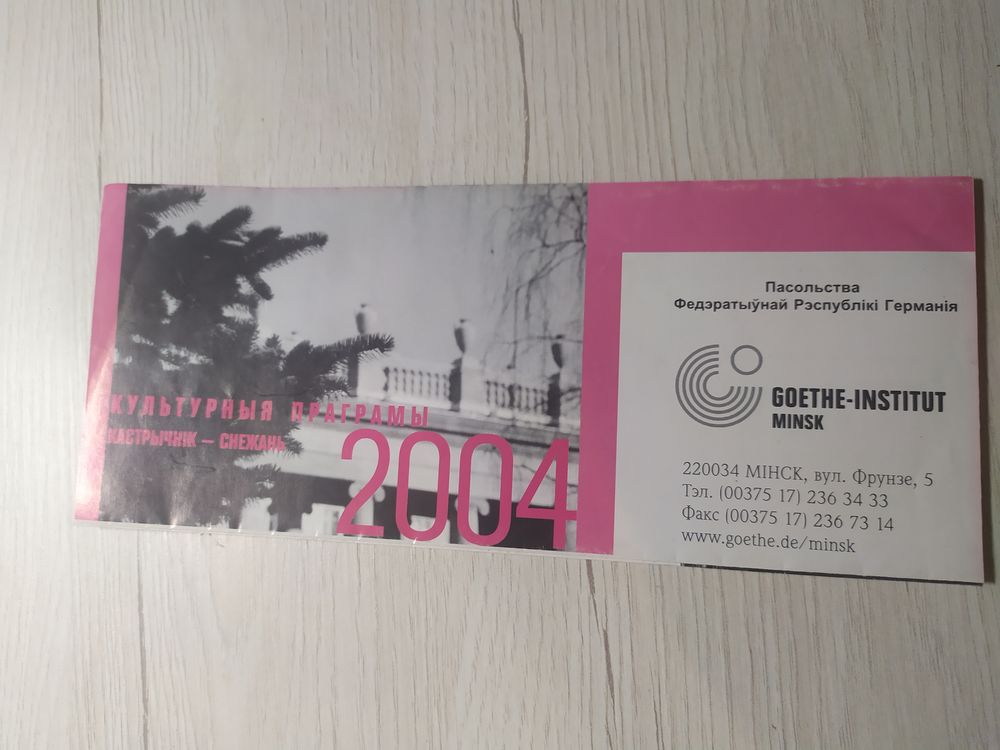 КУЛЬТУРНЫЯ ПРАГРАМЫ
КАСТРЫЧНІК – СНЕЖАНЬ
2004
Пасольства
Федэратыўнай Рэспублікі Германія
GOETHE-INSTITUT
MINSK
220034 МІНСК, вул. Фрунзе, 5
Тэл. (00375 17) 236 34 33
Факс (00375 17) 236 73 14
www.goethe.de/minsk